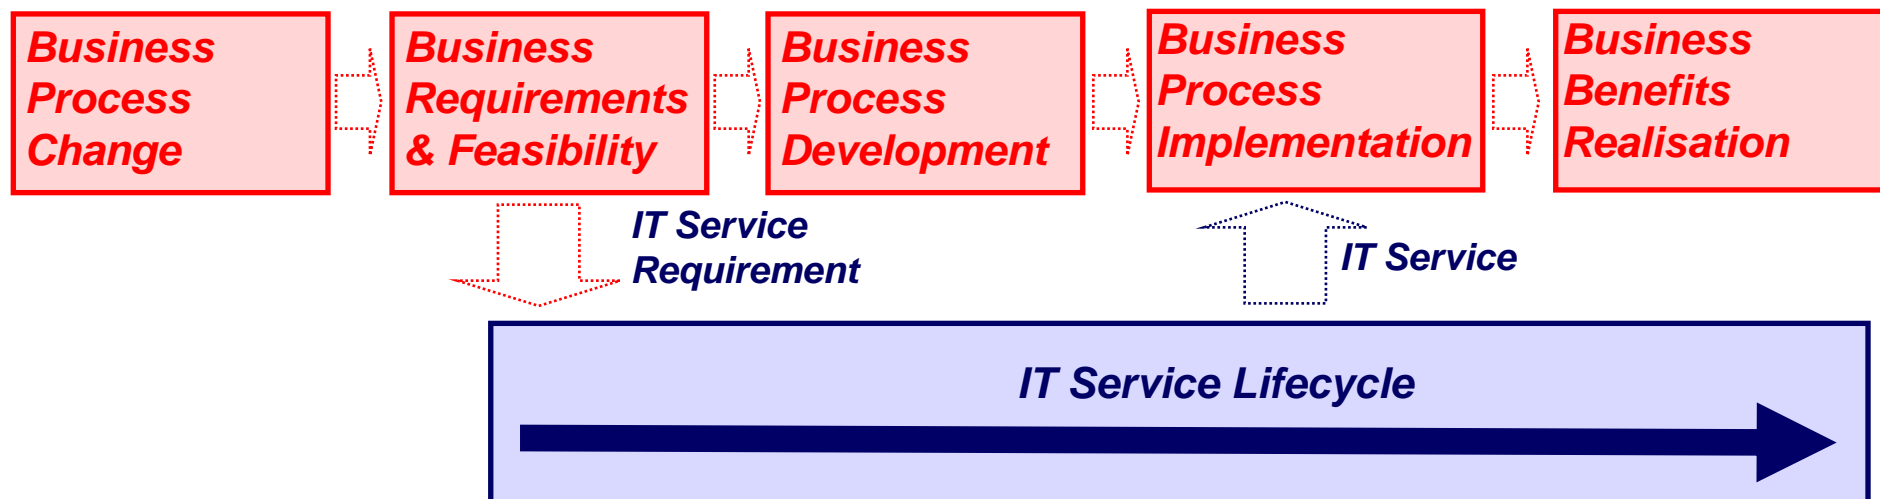 Business
Process
Change
Business
Requirements
& Feasibility
Business
Process
Development
Business
Process
Implementation
Business
Benefits
Realisation
IT Service
Requirement
IT Service
IT Service Lifecycle